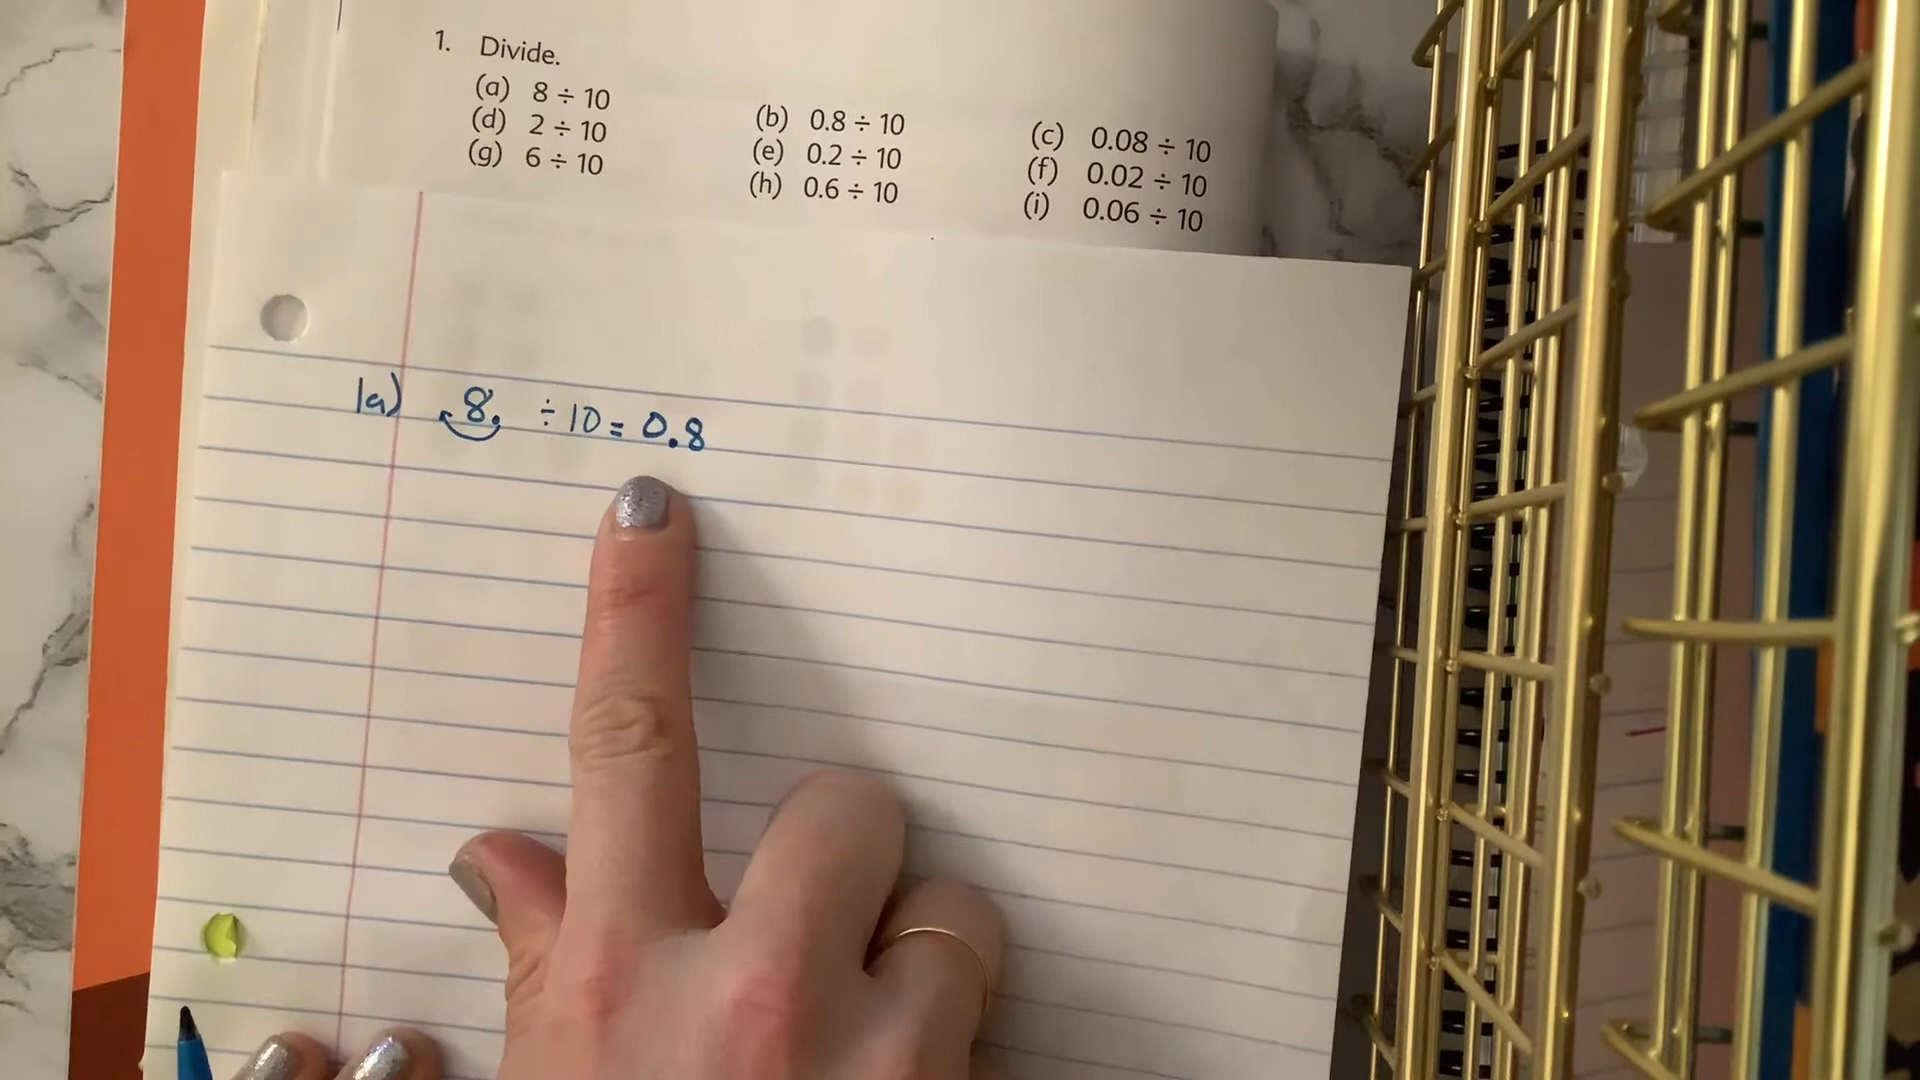 1. Divide.
(a) 8 ÷ 10 (b) 0.8 ÷ 10 (c) 0.08 ÷ 10
(d) 2 ÷ 10 (e) 0.2 ÷ 10 (f) 0.02 ÷ 10
(g) 6 ÷ 10 (h) 0.6 ÷ 10 (i) 0.06 ÷ 10
1a) 8. ÷ 10 = 0.8